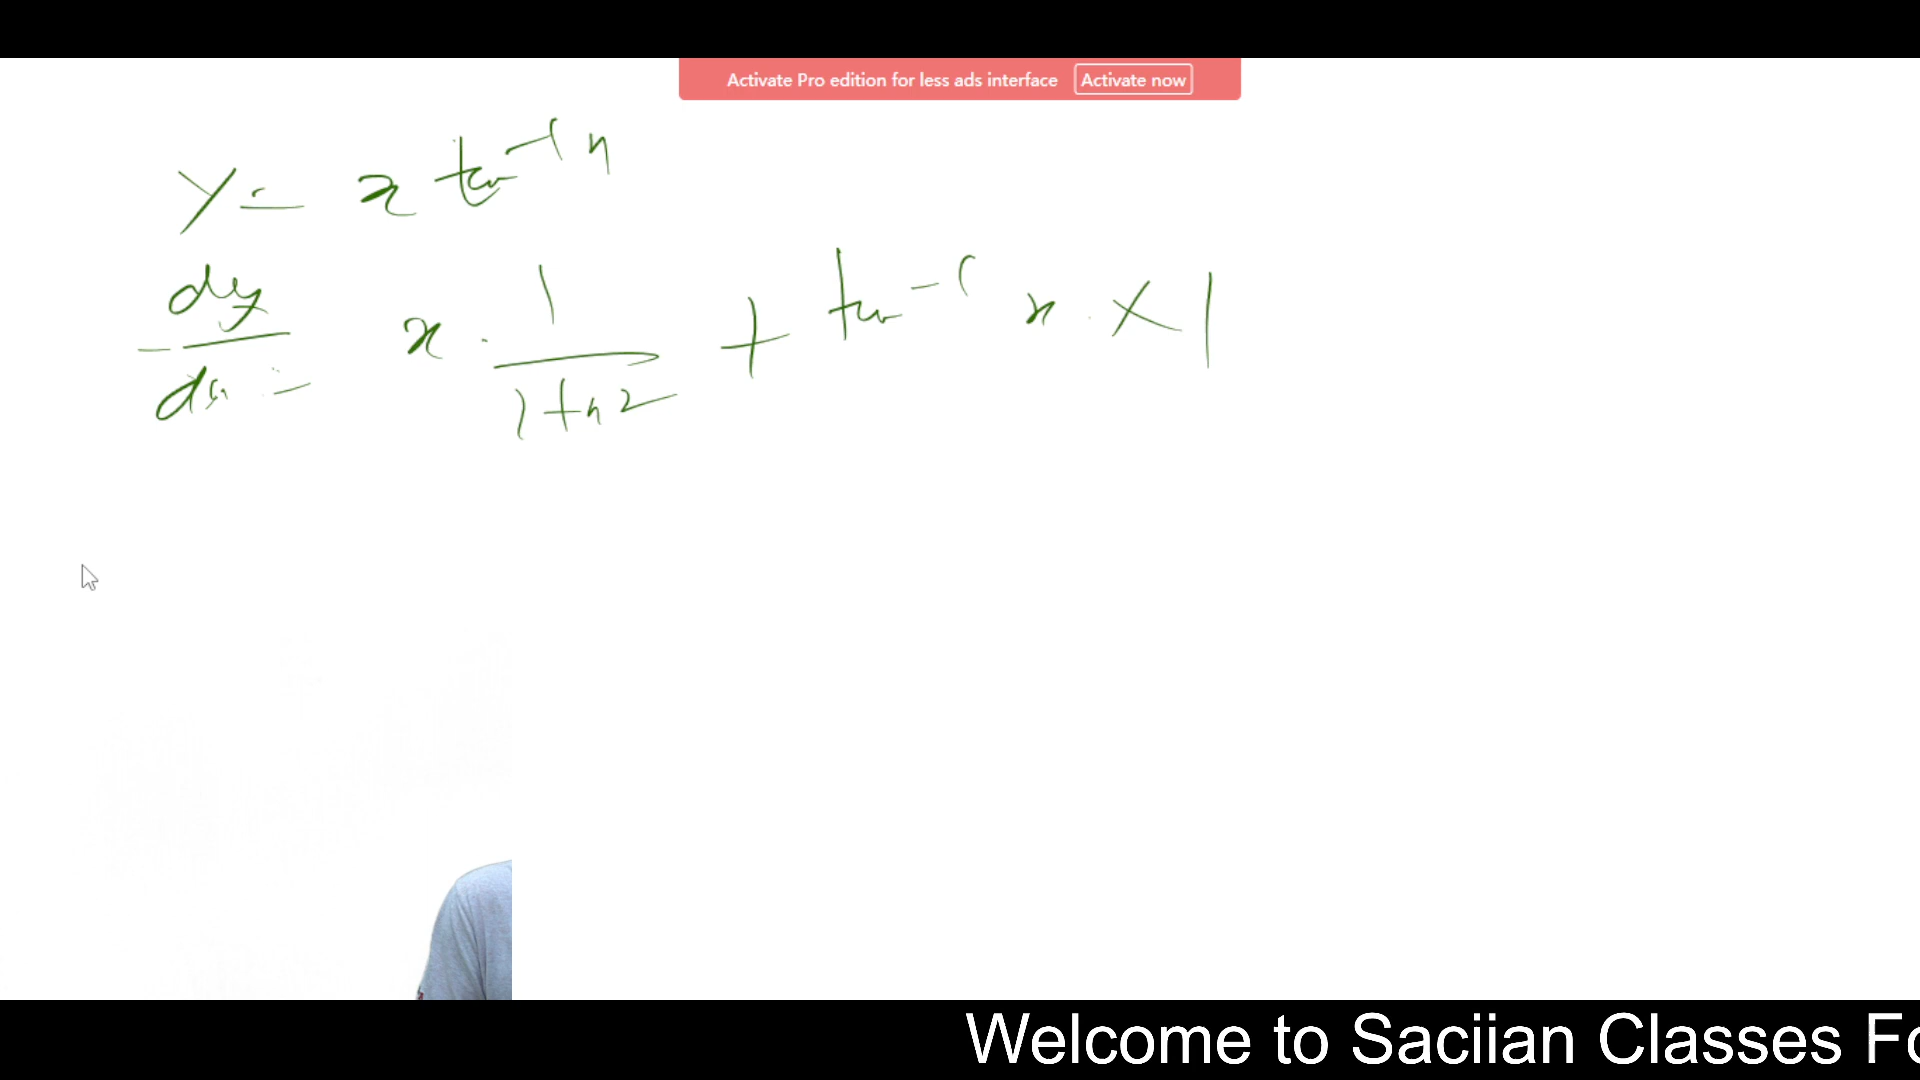 Activate Pro edition for less ads interface Activate now
y = x tan⁻¹ x
dy/dx = x · 1/(1+x²) + tan⁻¹ x · × 1
Welcome to Saciian Classes Fo